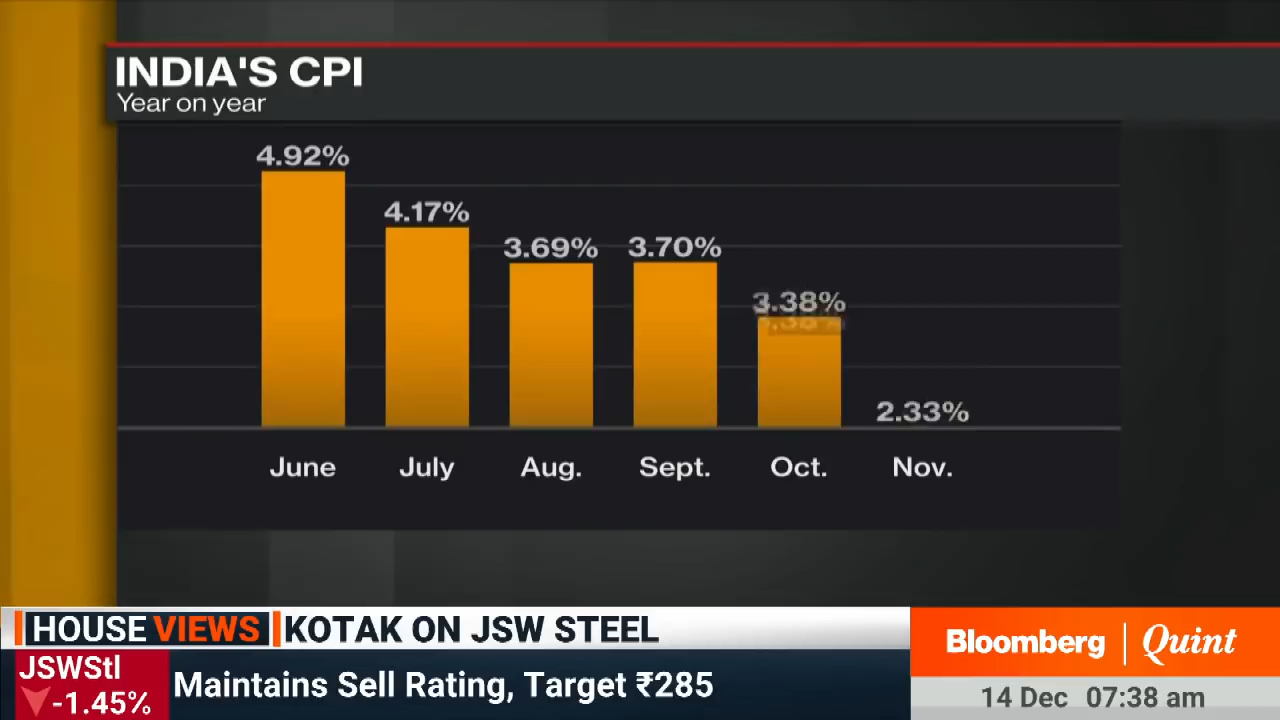 INDIA'S CPI
Year on year
4.92%
4.17%
3.69%
3.70%
3.38%
2.33%
June
July
Aug.
Sept.
Oct.
Nov.
HOUSE VIEWS
KOTAK ON JSW STEEL
JSWStl
-1.45%
Maintains Sell Rating, Target ₹285
Bloomberg | Quint
14 Dec 07:38 am